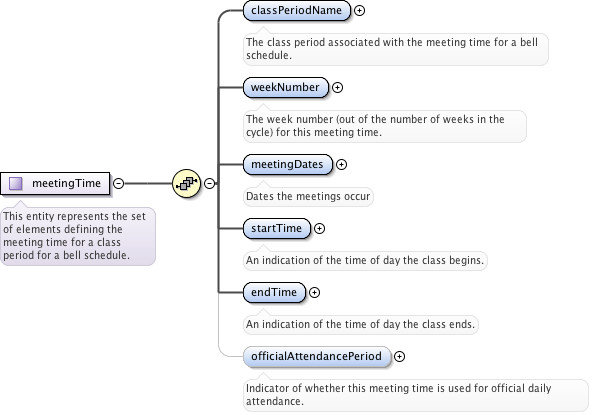 classPeriodName
The class period associated with the meeting time for a bell
schedule.
weekNumber
The week number (out of the number of weeks in the
cycle) for this meeting time.
meetingDates
Dates the meetings occur
meetingTime
This entity represents the set
of elements defining the
meeting time for a class
period for a bell schedule.
startTime
An indication of the time of day the class begins.
endTime
An indication of the time of day the class ends.
officialAttendancePeriod
Indicator of whether this meeting time is used for official daily
attendance.